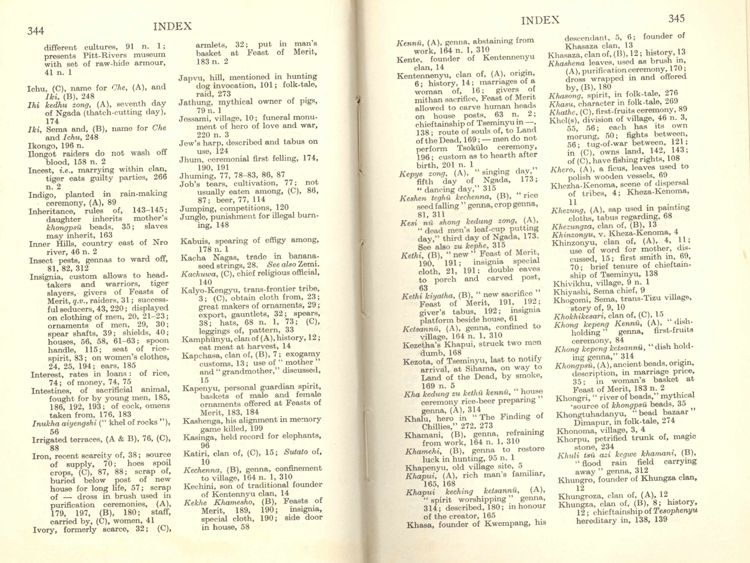 344
INDEX
different cultures, 91 n. 1;
presents Pitt-Rivers museum
with set of raw-hide armour,
41 n. 1
Ichu, (C), name for Che, (A), and
Iki, (B), 248
Iki kedhu zong, (A), seventh day
of Ngada (thatch-cutting day),
174
Iki, Sema and, (B), name for Che
and Ichu, 248
Ikongo, 196 n.
Ilongot raiders do not wash off
blood, 158 n. 2
Incest, i.e., marrying within clan,
tiger eats guilty parties, 266
n. 2
Indigo, planted in rain-making
ceremony, (A), 89
Inheritance, rules of, 143-145;
daughter inherits mother's
khongpsü beads, 35; slaves
may inherit, 163
Inner Hills, country east of Nro
river, 46 n. 2
Insect pests, gennas to ward off,
81, 82, 312
Insignia, custom allows to head-
takers and warriors, tiger
slayers, givers of Feasts of
Merit, q.v., raiders, 31; success-
ful seducers, 43, 220; displayed
on clothing of men, 20, 21-23;
ornaments of men, 29, 30;
spear shafts, 39; shields, 40;
houses, 56, 58, 61-63; spoon
handle, 115; seat of rice-
spirit, 83; on women's clothes,
24, 25, 194; ears, 185
Interest, rates in loans: of rice,
74; of money, 74, 75
Intestines, of sacrificial animal,
fought for by young men, 185,
186, 192, 193; of cock, omens
taken from, 176, 183
Inukha aiyengshi (" khel of rocks "),
56
Irrigated terraces, (A & B), 76, (C),
88
Iron, recent scarcity of, 38; source
of supply, 70; hoes spoil
crops, (C), 87, 88; scrap of,
buried below post of new
house for long life, 57; scrap
of — dross in brush used in
purification ceremonies, (A),
179, 197, (B), 180; staff,
carried by, (C), women, 41
Ivory, formerly scarce, 32; (C),
armlets, 32; put in man's
basket at Feast of Merit,
183 n. 2
Japvu, hill, mentioned in hunting
dog invocation, 101; folk-tale,
raid, 273
Jathung, mythical owner of pigs,
79 n. 1
Jessami, village, 10; funeral monu-
ment of hero of love and war,
220 n. 3
Jew's harp, described and tabus on
use, 124
Jhum, ceremonial first felling, 174,
190, 191
Jhuming, 77, 78-83, 86, 87
Job's tears, cultivation, 77; not
usually eaten among, (C), 86,
87; beer, 77, 114
Jumping, competitions, 120
Jungle, punishment for illegal burn-
ing, 148
Kabuis, spearing of effigy among,
178 n. 1
Kacha Nagas, trade in banana-
seed strings, 28. See also Zemi.
Kachuwa, (C), chief religious official,
140
Kalyo-Kengyu, trans-frontier tribe,
3; (C), obtain cloth from, 23;
great makers of ornaments, 29;
export, gauntlets, 32; spears,
38; hats, 68 n. 1, 73; (C),
leggings of, pattern, 33
Kamphünyu, clan of, (A), history, 12;
eat meat at harvest, 14
Kapchasa, clan of, (B), 7; exogamy
customs, 13; use of " mother "
and " grandmother," discussed,
15
Kapenyu, personal guardian spirit,
baskets of male and female
ornaments offered at Feasts of
Merit, 183, 184
Kashenga, his alignment in memory
game killed, 199
Kasinga, held record for elephants,
96
Katiri, clan of, (C), 15; Sutato of,
10
Kechenna, (B), genna, confinement
to village, 164 n. 1, 310
Kechini, son of traditional founder
of Kentennyu clan, 14
Kekhe Khamesho, (B), Feasts of
Merit, 189, 190; insignia,
special cloth, 190; side door
in house, 58
INDEX
345
Kennü, (A), genna, abstaining from
work, 164 n. 1, 310
Kente, founder of Kentennenyu
clan, 14
Kentennenyu, clan of, (A), origin,
6; history, 14; marriages of a
woman of, 16; givers of
mithan sacrifice, Feast of Merit
allowed to carve human heads
on house posts, 63 n. 2;
chieftainship of Tseminyu in —,
138; route of souls of, to Land
of the Dead, 169; men do not
perform Tsokülo ceremony,
196; custom as to hearth after
birth, 201 n. 1
Kepye zong, (A), " singing day,"
fifth day of Ngada, 173;
" dancing day," 315
Keshen teghü kechenna, (B), " rice
seed falling " genna, crop genna,
81, 311
Kesi nü shong kedung zong, (A),
" dead men's leaf-cup putting
day," third day of Ngada, 173.
See also zu kephe, 315
Kethi, (B), " new " Feast of Merit,
190, 191; insignia special
cloth, 21, 191; double eaves
to porch and carved post,
63
Kethi kigatha, (B), " new sacrifice "
Feast of Merit, 191, 192;
giver's tabus, 192; insignia
platform beside house, 61
Ketsannü, (A), genna, confined to
village, 164 n. 1, 310
Kezetha's Khapui, struck two men
dumb, 168
Kezota, of Tseminyu, last to notify
arrival, at Sihama, on way to
Land of the Dead, by smoke,
169 n. 5
Kha kedung zu kethü kennü, " house
ceremony rice-beer preparing "
genna, (A), 314
Khalu, hero in " The Finding of
Chillies," 272, 273
Khamani, (B), genna, refraining
from work, 164 n. 1, 310
Khamehi, (B), genna to restore
luck in hunting, 95 n. 1
Khapenyu, old village site, 5
Khapui, (A), rich man's familiar,
165, 168
Khapui keching ketsannü, (A),
" spirit worshipping " genna,
314; described, 180; in honour
of the creator, 165
Khasa, founder of Kwempang, his
descendant, 5, 6; founder of
Khasaza clan, 13
Khasaza, clan of, (B), 12; history, 13
Khashena leaves, used as brush in,
(A), purification ceremony, 170;
dross wrapped in and offered
by, (B), 180
Khasong, spirit, in folk-tale, 276
Khasu, character in folk-tale, 269
Khathe, (C), first-fruits ceremony, 89
Khel(s), division of village, 46 n. 3,
55, 56; each has its own
morung, 50; fights between,
56; tug-of-war between, 121;
in (C), owns land, 142, 143;
of (C), have fishing rights, 108
Khero, (A), a ficus, leaves used to
polish wooden vessels, 69
Khezha-Kenoma, scene of dispersal
of tribes, 4; Kheza-Kenoma,
11
Khezung, (A), sap used in painting
cloths, tabus regarding, 68
Khezungza, clan of, (B), 13
Khinzonyu, v. Kheza-Kenoma, 4
Khinzonyu, clan of, (A), 4, 11;
use of word for mother, dis-
cussed, 15; first smith in, 69,
70; brief tenure of chieftain-
ship of Tseminyu, 138
Khivikhu, village, 9 n. 1
Khiyashi, Sema chief, 9
Khogomi, Sema, trans-Tizu village,
story of, 9, 10
Khokhikesari, clan of, (C), 15
Khong kepeng Kennü, (A), " dish-
holding " genna, first-fruits
ceremony, 84
Khong kepeng ketsannü, " dish hold-
ing genna," 314
Khongpsü, (A), ancient beads, origin,
description, in marriage price,
35; in woman's basket at
Feast of Merit, 183 n. 2
Khongri, " river of beads," mythical
source of khongpsü beads, 35
Khongtuhadanyu, " bead bazaar "
Dimapur, in folk-tale, 274
Khonoma, village, 3, 4
Khorpu, petrified trunk of, magic
stone, 234
Khuli tsü azi kegwe khamani, (B),
" flood rain field carrying
away " genna, 312
Khungro, founder of Khungza clan,
12
Khungroza, clan of, (A), 12
Khungza, clan of, (B), 8; history,
12; chieftainship of Tesophenyu
hereditary in, 138, 139